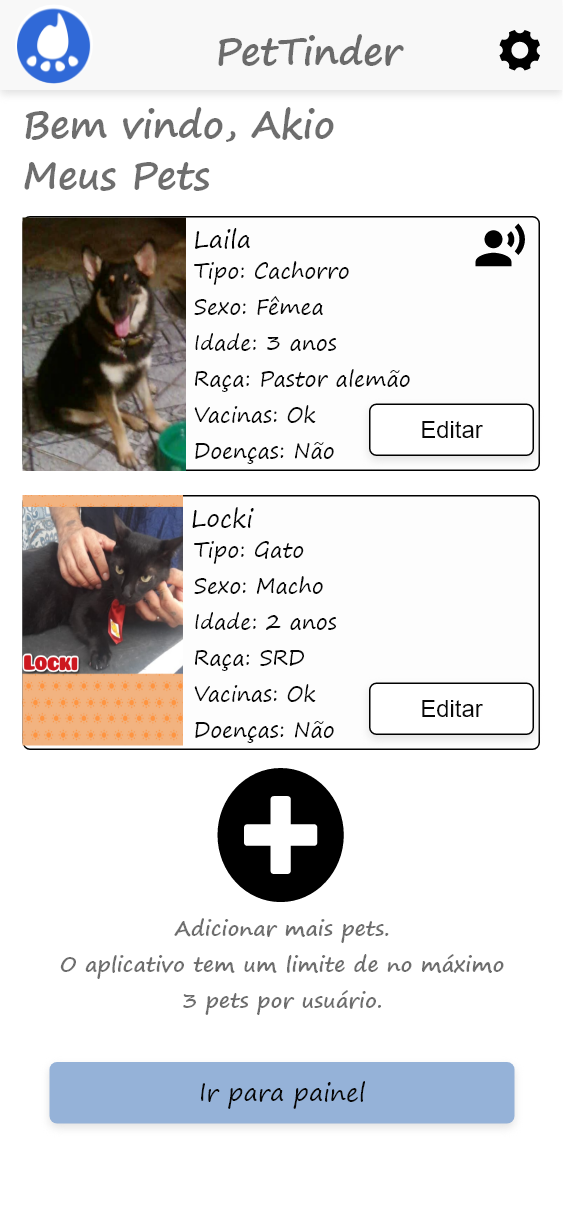 PetTinder
Bem vindo, Akio
Meus Pets
Laila
Tipo: Cachorro
Sexo: Fêmea
Idade: 3 anos
Raça: Pastor alemão
Vacinas: Ok
Editar
Doenças: Não
Locki
Tipo: Gato
Sexo: Macho
Idade: 2 anos
Raça: SRD
LOCKI
Vacinas: Ok
Editar
Doenças: Não
Adicionar mais pets.
O aplicativo tem um limite de no máximo
3 pets por usuário.
Ir para painel